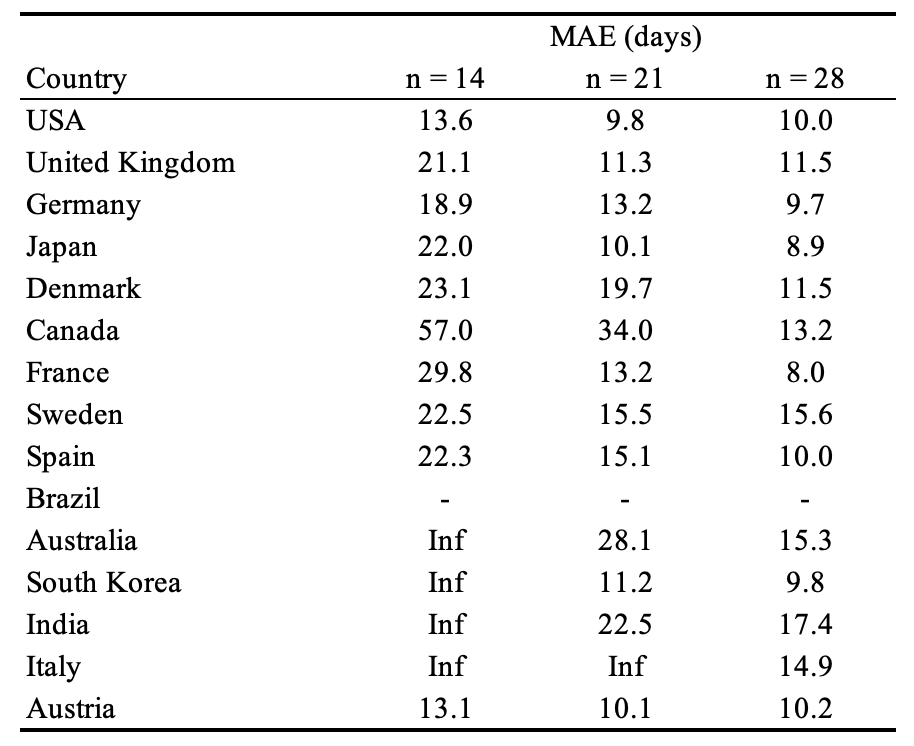 MAE (days)
Country n = 14 n = 21 n = 28
USA 13.6 9.8 10.0
United Kingdom 21.1 11.3 11.5
Germany 18.9 13.2 9.7
Japan 22.0 10.1 8.9
Denmark 23.1 19.7 11.5
Canada 57.0 34.0 13.2
France 29.8 13.2 8.0
Sweden 22.5 15.5 15.6
Spain 22.3 15.1 10.0
Brazil - - -
Australia Inf 28.1 15.3
South Korea Inf 11.2 9.8
India Inf 22.5 17.4
Italy Inf Inf 14.9
Austria 13.1 10.1 10.2